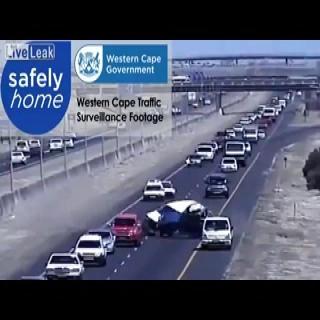 LiveLeak
safely
home
Western Cape
Government
Western Cape Traffic
Surveillance Footage